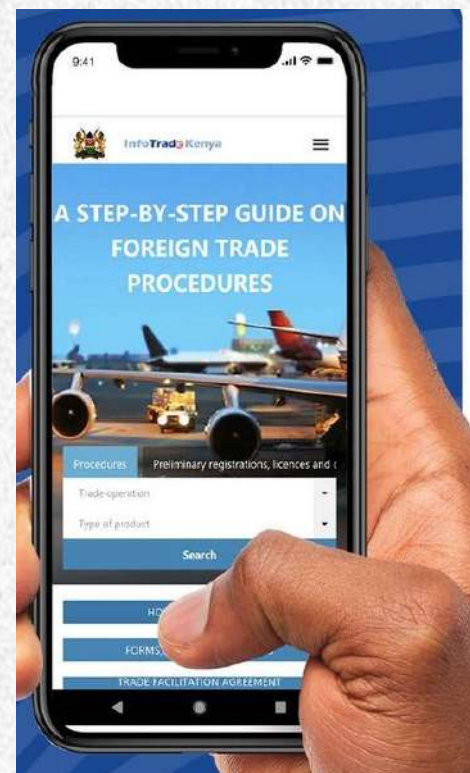 9:41
InfoTrade Kenya
A STEP-BY-STEP GUIDE ON
FOREIGN TRADE
PROCEDURES
Procedures Preliminary registrations, licences and
Trade operation
Type of product
Search
FORMS
TRADE FACILITATION AGREEMENT